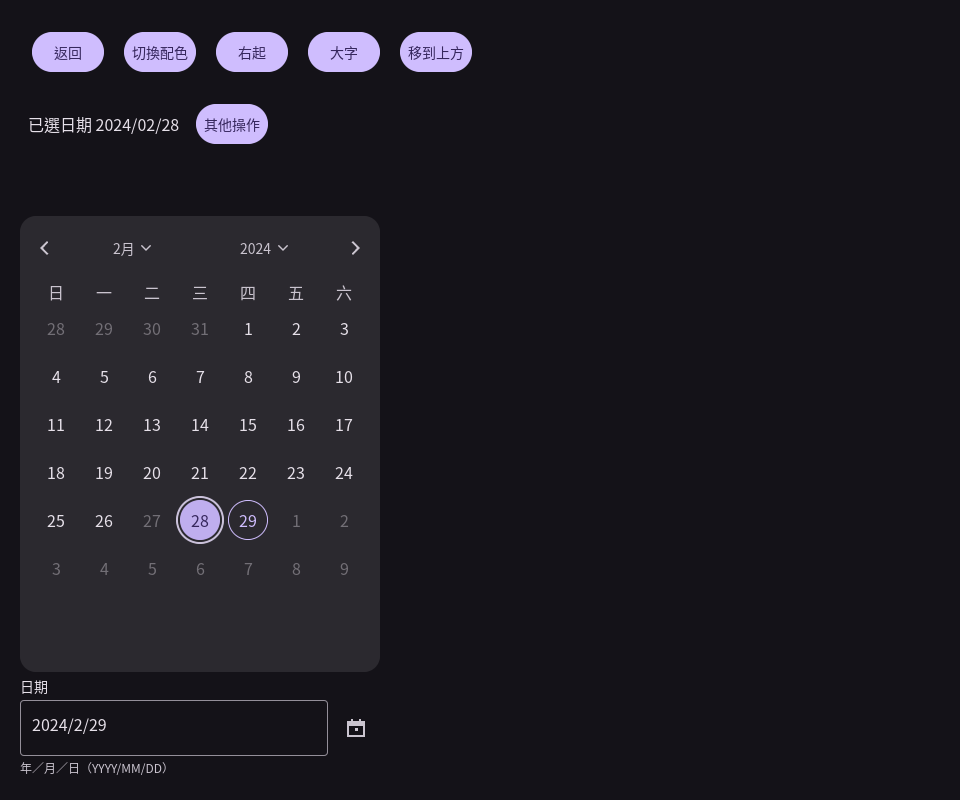 返回 切換配色 右起 大字 移到上方
已選日期 2024/02/28 其他操作
2月 2024
日 一 二 三 四 五 六
28 29 30 31 1 2 3
4 5 6 7 8 9 10
11 12 13 14 15 16 17
18 19 20 21 22 23 24
25 26 27 28 29 1 2
3 4 5 6 7 8 9
日期
2024/2/29
年／月／日（YYYY/MM/DD）